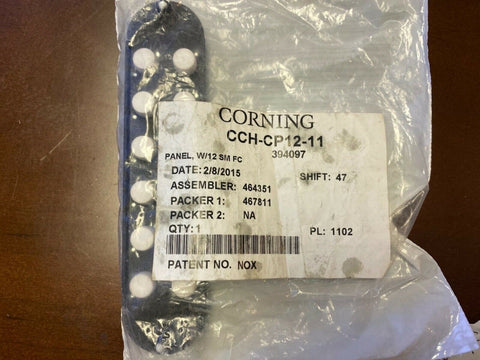 CORNING
CCH-CP12-11
394097
PANEL, W/12 SM FC
DATE: 2/8/2015 SHIFT: 47
ASSEMBLER: 464351
PACKER 1: 467811
PACKER 2: NA
QTY: 1 PL: 1102
PATENT NO. NOX